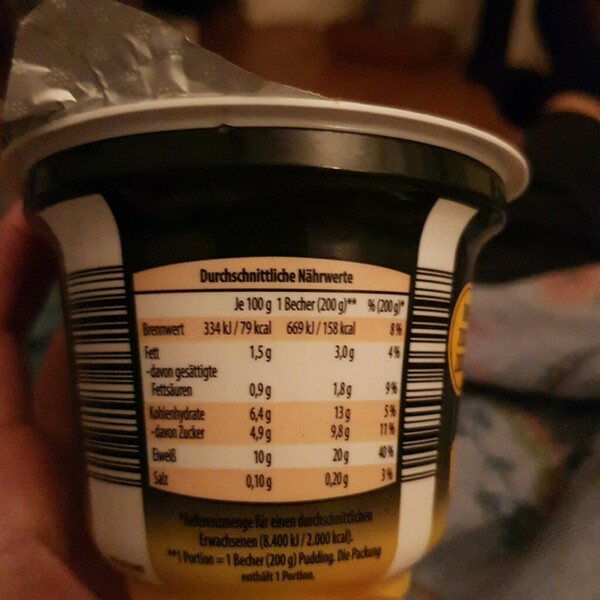 Durchschnittliche Nährwerte
Je 100 g 1 Becher (200 g)** % (200 g)*
Brennwert 334 kJ / 79 kcal 669 kJ / 158 kcal 8%
Fett 1,5 g 3,0 g 4%
-davon gesättigte
Fettsäuren 0,9 g 1,8 g 9%
Kohlenhydrate 6,4 g 13 g 5%
-davon Zucker 4,9 g 9,8 g 11%
Eiweiß 10 g 20 g 40%
Salz 0,10 g 0,20 g 3%
*Referenzmenge für einen durchschnittlichen
Erwachsenen (8.400 kJ / 2.000 kcal).
**1 Portion = 1 Becher (200 g) Pudding. Die Packung
enthält 1 Portion.